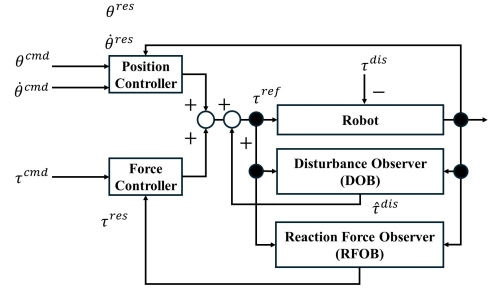 θ^{res}
θ̇^{res}
θ^{cmd}
θ̇^{cmd}
Position
Controller
+
+
+
+
τ^{ref}
τ^{dis}
−
Robot
Disturbance Observer
(DOB)
τ̂^{dis}
τ^{cmd}
Force
Controller
τ^{res}
Reaction Force Observer
(RFOB)